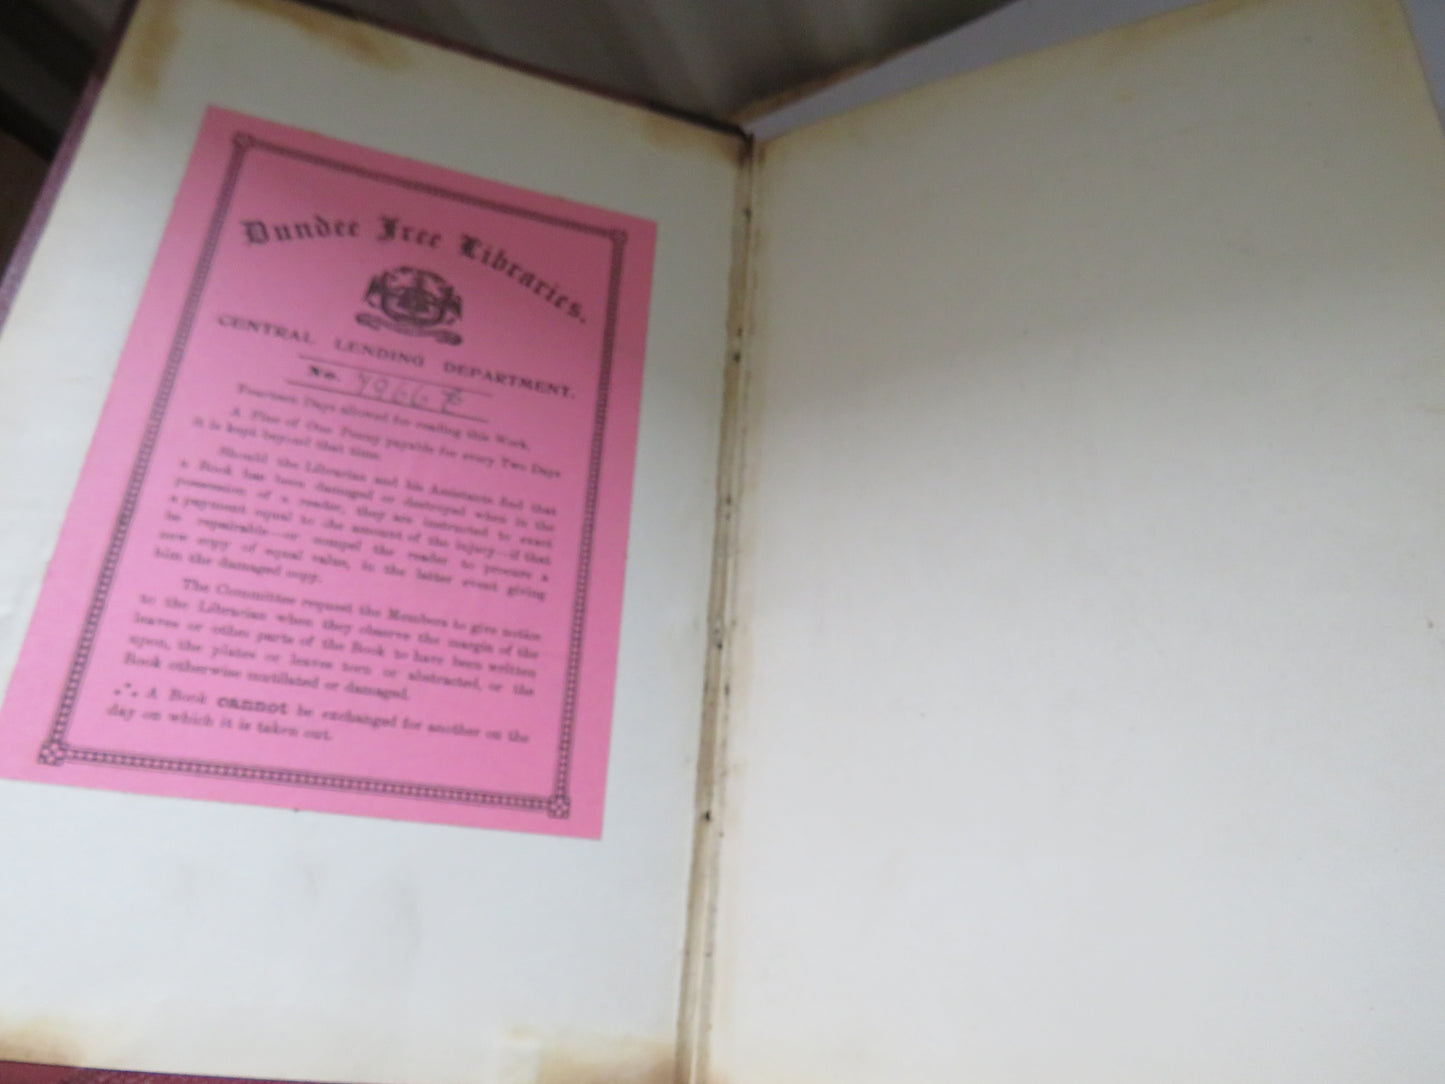 Dundee Free Libraries.
CENTRAL LENDING DEPARTMENT.
No.
Fourteen Days allowed for reading this Work.
A Fine of One Penny payable for every Two Days
it is kept beyond that time.
Should the Librarian and his Assistants find that
a Book has been damaged or destroyed when in the
possession of a reader, they are instructed to exact
a payment equal to the amount of the injury—if that
be repairable—or compel the reader to procure a
new copy of equal value, in the latter event giving
him the damaged copy.
The Committee request the Members to give notice
to the Librarian when they observe the margin of the
leaves or other parts of the Book to have been written
upon, the plates or leaves torn or abstracted, or the
Book otherwise mutilated or damaged.
∴ A Book cannot be exchanged for another on the
day on which it is taken out.